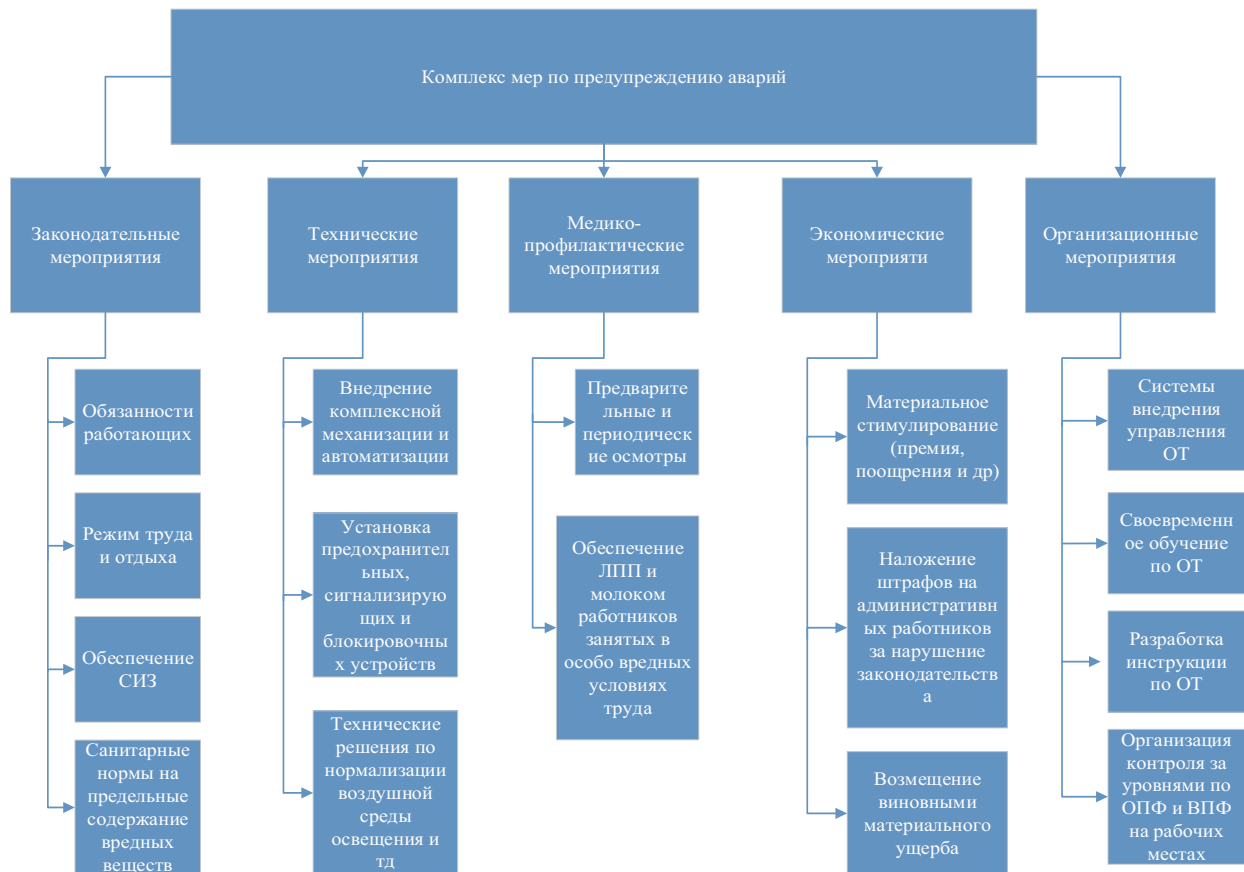 Комплекс мер по предупреждению аварий
Законодательные
мероприятия
Технические
мероприятия
Медико-
профилактические
мероприятия
Экономические
мероприяти
Организационные
мероприятия
Обязанности
работающих
Режим труда
и отдыха
Обеспечение
СИЗ
Санитарные
нормы на
предельные
содержание
вредных
веществ
Внедрение
комплексной
механизации и
автоматизации
Установка
предохранитель
ьных,
сигнализирую
щих и
блокировочны
х устройств
Технические
решения по
нормализации
воздушной
среды
освещения и
тд
Предварите
льные и
периодическ
ие осмотры
Обеспечение
ЛПП и
молоком
работников
занятых в
особо вредных
условиях
труда
Материальное
стимулирование
(премия,
поощрения и др)
Наложение
штрафов на
административн
ых работников
за нарушение
законодательств
а
Возмещение
виновными
материального
ущерба
Системы
внедрения
управления
ОТ
Своевременн
ое обучение
по ОТ
Разработка
инструкции
по ОТ
Организация
контроля за
уровнями по
ОПФ и ВПФ
на рабочих
местах